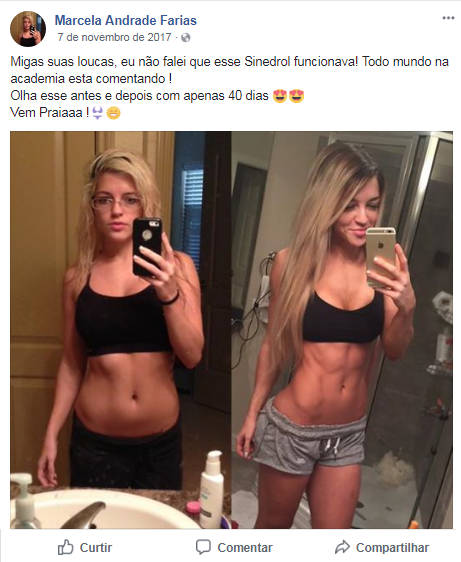 Marcela Andrade Farias
7 de novembro de 2017 ·
Migas suas loucas, eu não falei que esse Sinedrol funcionava! Todo mundo na
academia esta comentando !
Olha esse antes e depois com apenas 40 dias 😍😍
Vem Praiaaa !👙😁
Curtir
Comentar
Compartilhar